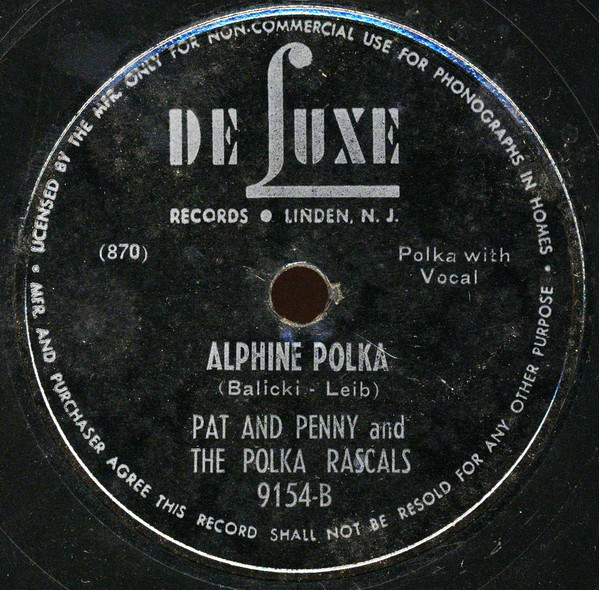 LICENSED BY THE MFR. ONLY FOR NON-COMMERCIAL USE FOR PHONOGRAPHS IN HOMES • MFR. AND PURCHASER AGREE THIS RECORD SHALL NOT BE RESOLD FOR ANY OTHER PURPOSE •
DE LUXE
RECORDS • LINDEN, N. J.
(870)
Polka with
Vocal
ALPHINE POLKA
(Balicki - Leib)
PAT AND PENNY and
THE POLKA RASCALS
9154-B